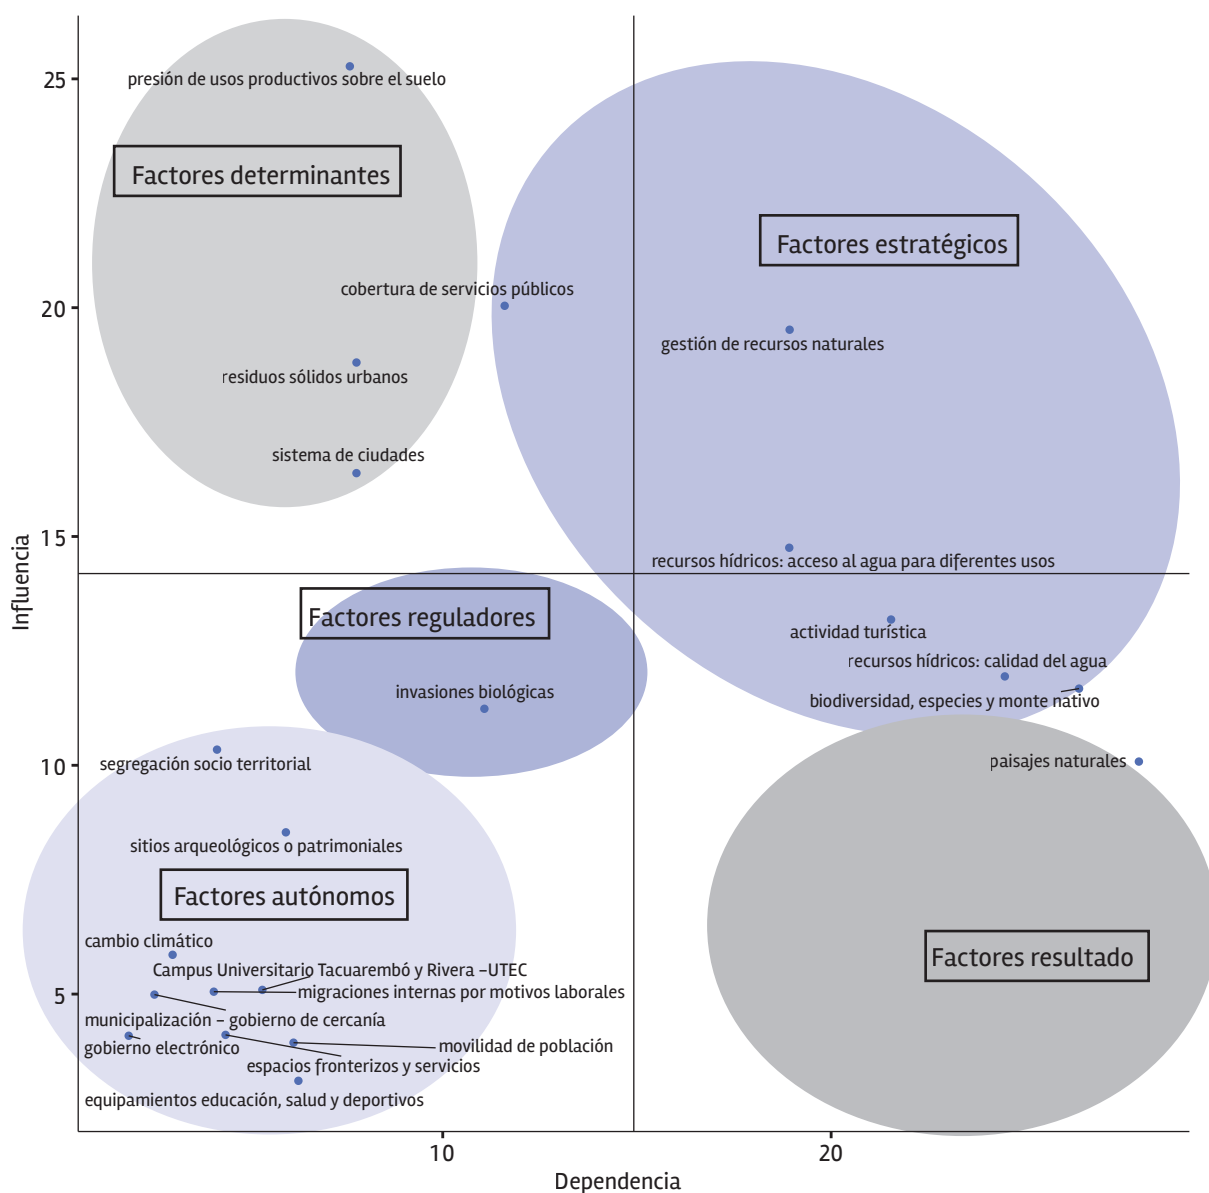 25
presión de usos productivos sobre el suelo
Factores determantes
Factores estratégicos
cobertura de servicios públicos
20
gestión de recursos naturales
residuos sólidos urbanos
sistema de ciudades
15
Influencia
recursos hídricos: acceso al agua para diferentes usos
Factores reguladores
actividad turística
recursos hídricos: calidad del agua
invasiones biológicas
biodiversidad, especies y monte nativo
10
segregación socio territorial
paisajes naturales
sitios arqueológicos o patrimoniales
Factores autónomos
cambio climático
Factores resultado
Campus Universitario Tacuarembó y Rivera –UTEC
5
migraciones internas por motivos laborales
municipalización – gobierno de cercanía
gobierno electrónico
movilidad de población
espacios fronterizos y servicios
equipamientos educación, salud y deportivos
10
20
Dependencia